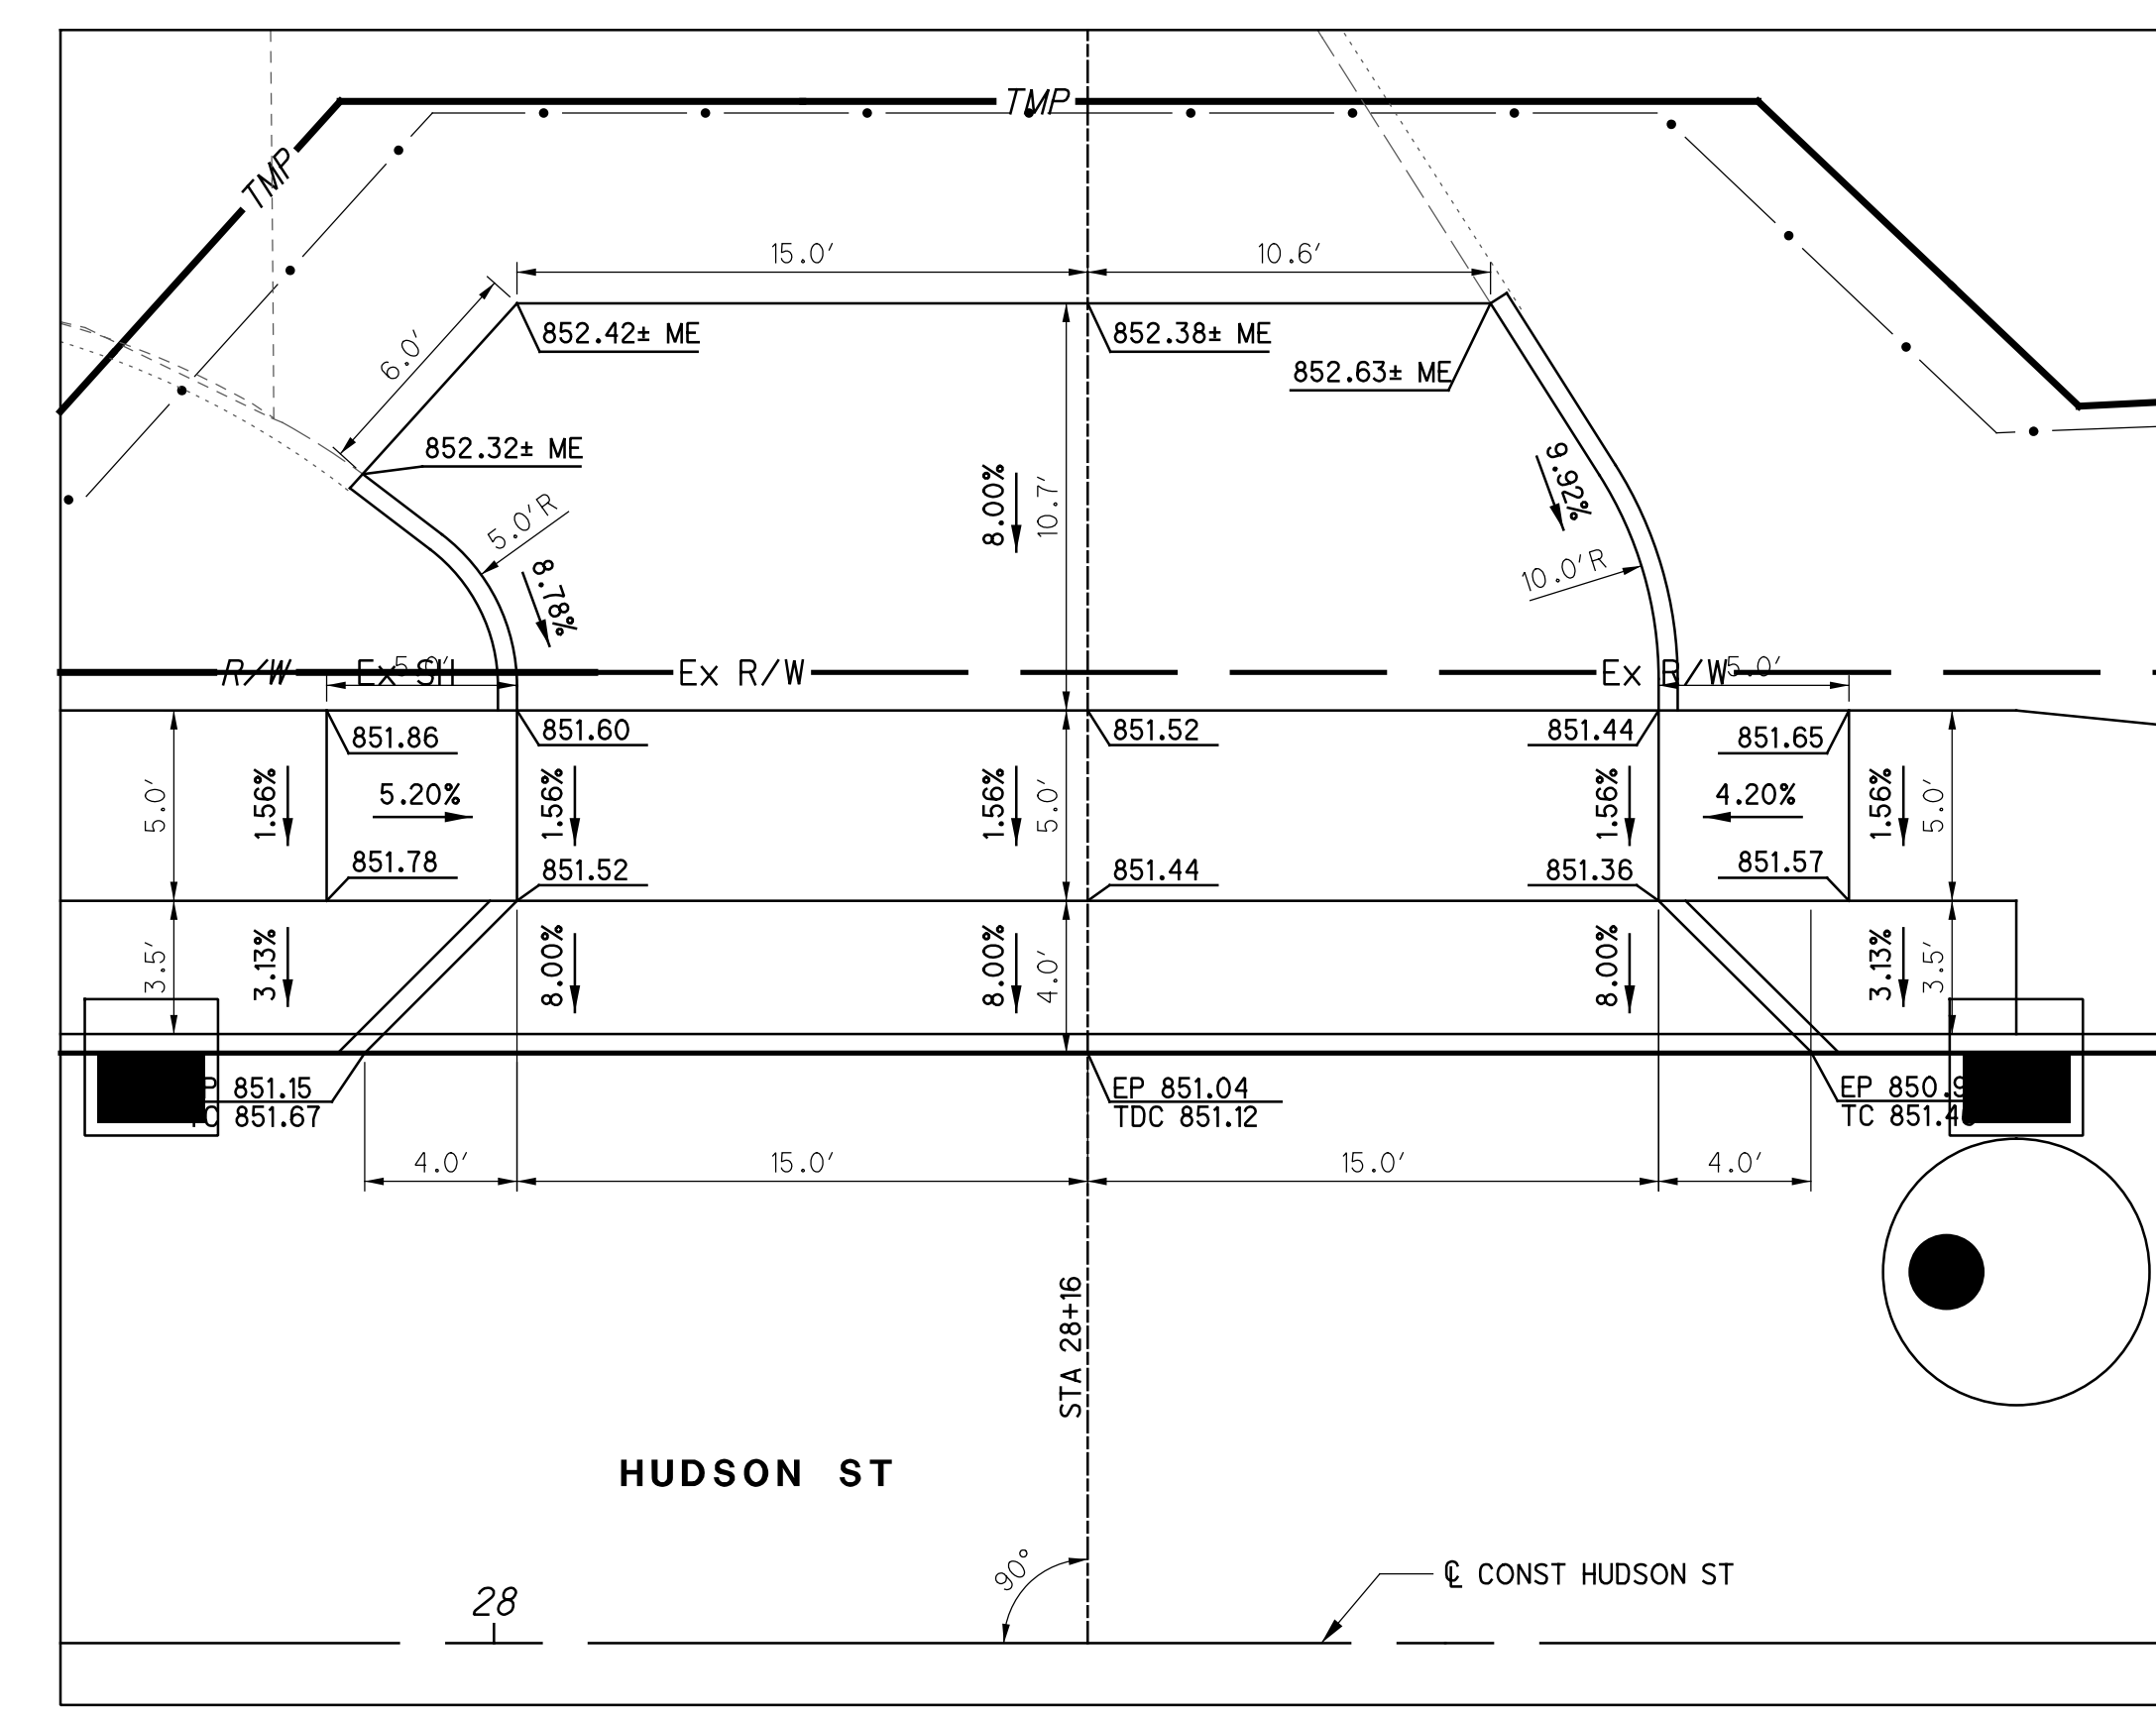 TMP
TMP
15.0'
10.6'
6.0'
852.42± ME
852.38± ME
852.63± ME
852.32± ME
5.0'R
8.78%
8.00%
10.7'
9.92%
10.0'R
R/W
Ex SH
5.0'
Ex R/W
Ex R/W
5.0'
851.86
851.60
851.52
851.44
851.65
5.0'
1.56%
5.20%
1.56%
1.56%
5.0'
1.56%
4.20%
1.56%
5.0'
851.78
851.52
851.44
851.36
851.57
3.5'
3.13%
8.00%
8.00%
4.0'
8.00%
3.13%
3.5'
851.15
851.67
EP 851.04
TDC 851.12
EP 850.9
TC 851.4
4.0'
15.0'
15.0'
4.0'
STA 28+16
HUDSON ST
90°
28
℄ CONST HUDSON ST